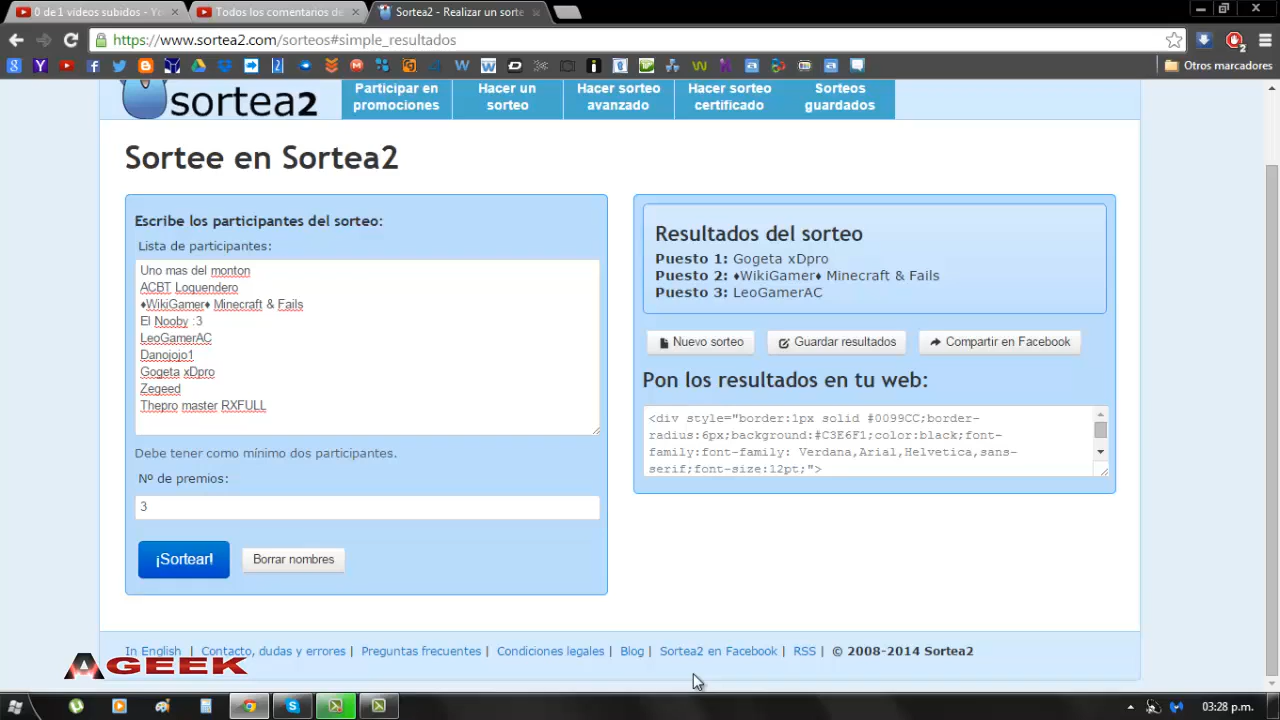 0 de 1 vídeos subidos - Yo
Todos los comentarios de
Sortea2 - Realizar un sorte
https://www.sortea2.com/sorteos#simple_resultados
Otros marcadores
sortea2
Participar en promociones
Hacer un sorteo
Hacer sorteo avanzado
Hacer sorteo certificado
Sorteos guardados
Sortee en Sortea2
Escribe los participantes del sorteo:
Lista de participantes:
Uno mas del monton
ACBT Loquendero
♦WikiGamer♦ Minecraft & Fails
El Nooby :3
LeoGamerAC
Danojojo1
Gogeta xDpro
Zegeed
Thepro master RXFULL
Debe tener como mínimo dos participantes.
Nº de premios:
3
¡Sortear!
Borrar nombres
Resultados del sorteo
Puesto 1: Gogeta xDpro
Puesto 2: ♦WikiGamer♦ Minecraft & Fails
Puesto 3: LeoGamerAC
Nuevo sorteo
Guardar resultados
Compartir en Facebook
Pon los resultados en tu web:
<div style="border:1px solid #0099CC;border-
radius:6px;background:#C3E6F1;color:black;font-
family:font-family: Verdana,Arial,Helvetica,sans-
serif;font-size:12pt;">
In English | Contacto, dudas y errores | Preguntas frecuentes | Condiciones legales | Blog | Sortea2 en Facebook | RSS | © 2008-2014 Sortea2
AGEEK
03:28 p.m.